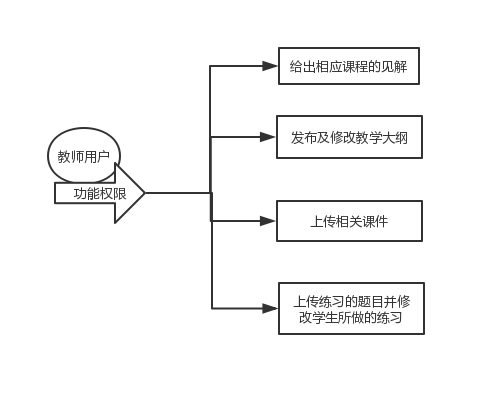 给出相应课程的见解
教师用户
发布及修改教学大纲
功能权限
上传相关课件
上传练习的题目并修
改学生所做的练习